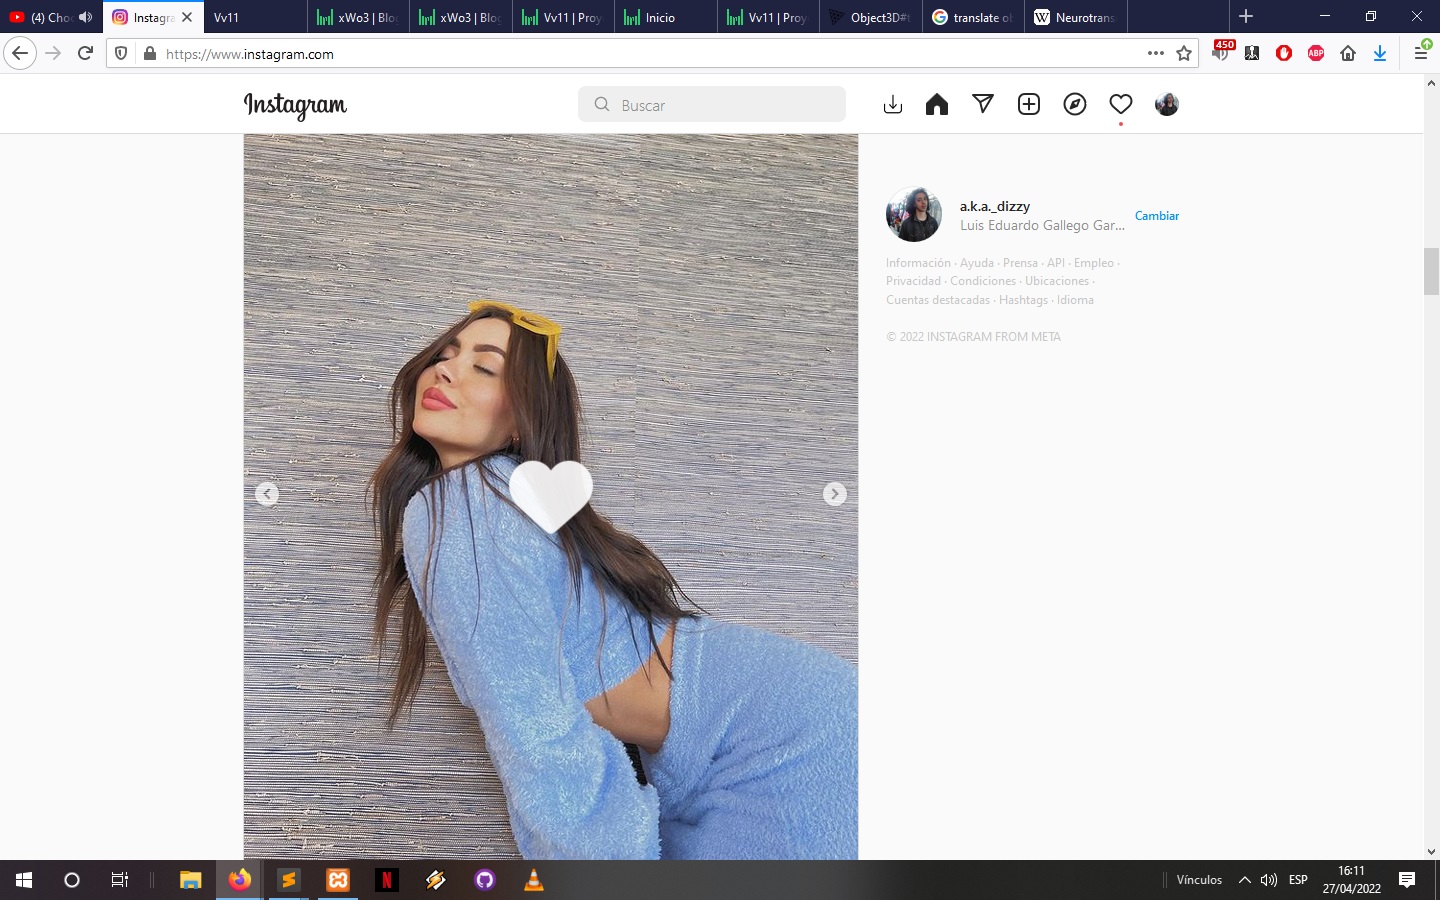 (4) Cho
Instagra
Vv11
xWo3 | Blo
xWo3 | Blo
Vv11 | Proy
Inicio
Vv11 | Proy
Object3D#
translate ob
Neurotrans
https://www.instagram.com
450
ABP
Instagram
Buscar
a.k.a._dizzy
Luis Eduardo Gallego Gar...
Cambiar
Información · Ayuda · Prensa · API · Empleo ·
Privacidad · Condiciones · Ubicaciones ·
Cuentas destacadas · Hashtags · Idioma
© 2022 INSTAGRAM FROM META
Vínculos
ESP
16:11
27/04/2022